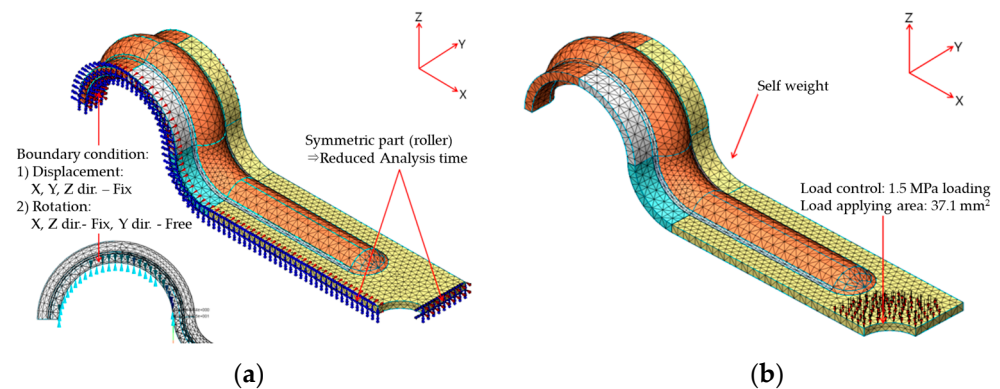 Z
Y
X
Symmetric part (roller)
⇒Reduced Analysis time
Boundary condition:
1) Displacement:
X, Y, Z dir. – Fix
2) Rotation:
X, Z dir.- Fix, Y dir. - Free
(a)
Z
Y
X
Self weight
Load control: 1.5 MPa loading
Load applying area: 37.1 mm²
(b)